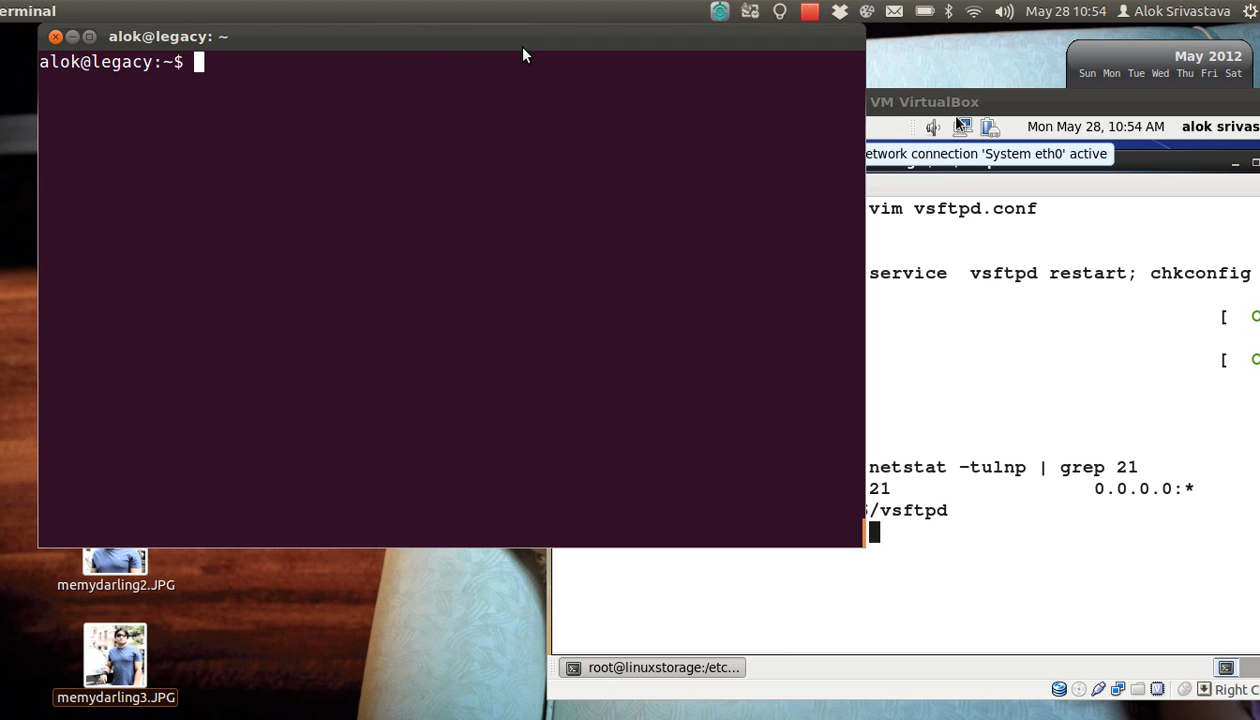 erminal
May 28 10:54
Alok Srivastava
alok@legacy: ~
alok@legacy:~$
May 2012
Sun Mon Tue Wed Thu Fri Sat
VM VirtualBox
Mon May 28, 10:54 AM
alok srivas
etwork connection 'System eth0' active
vim vsftpd.conf
service  vsftpd restart; chkconfig
[
[
netstat -tulnp | grep 21
21 0.0.0.0:*
/vsftpd
memydarling2.JPG
memydarling3.JPG
root@linuxstorage:/etc...
Right C